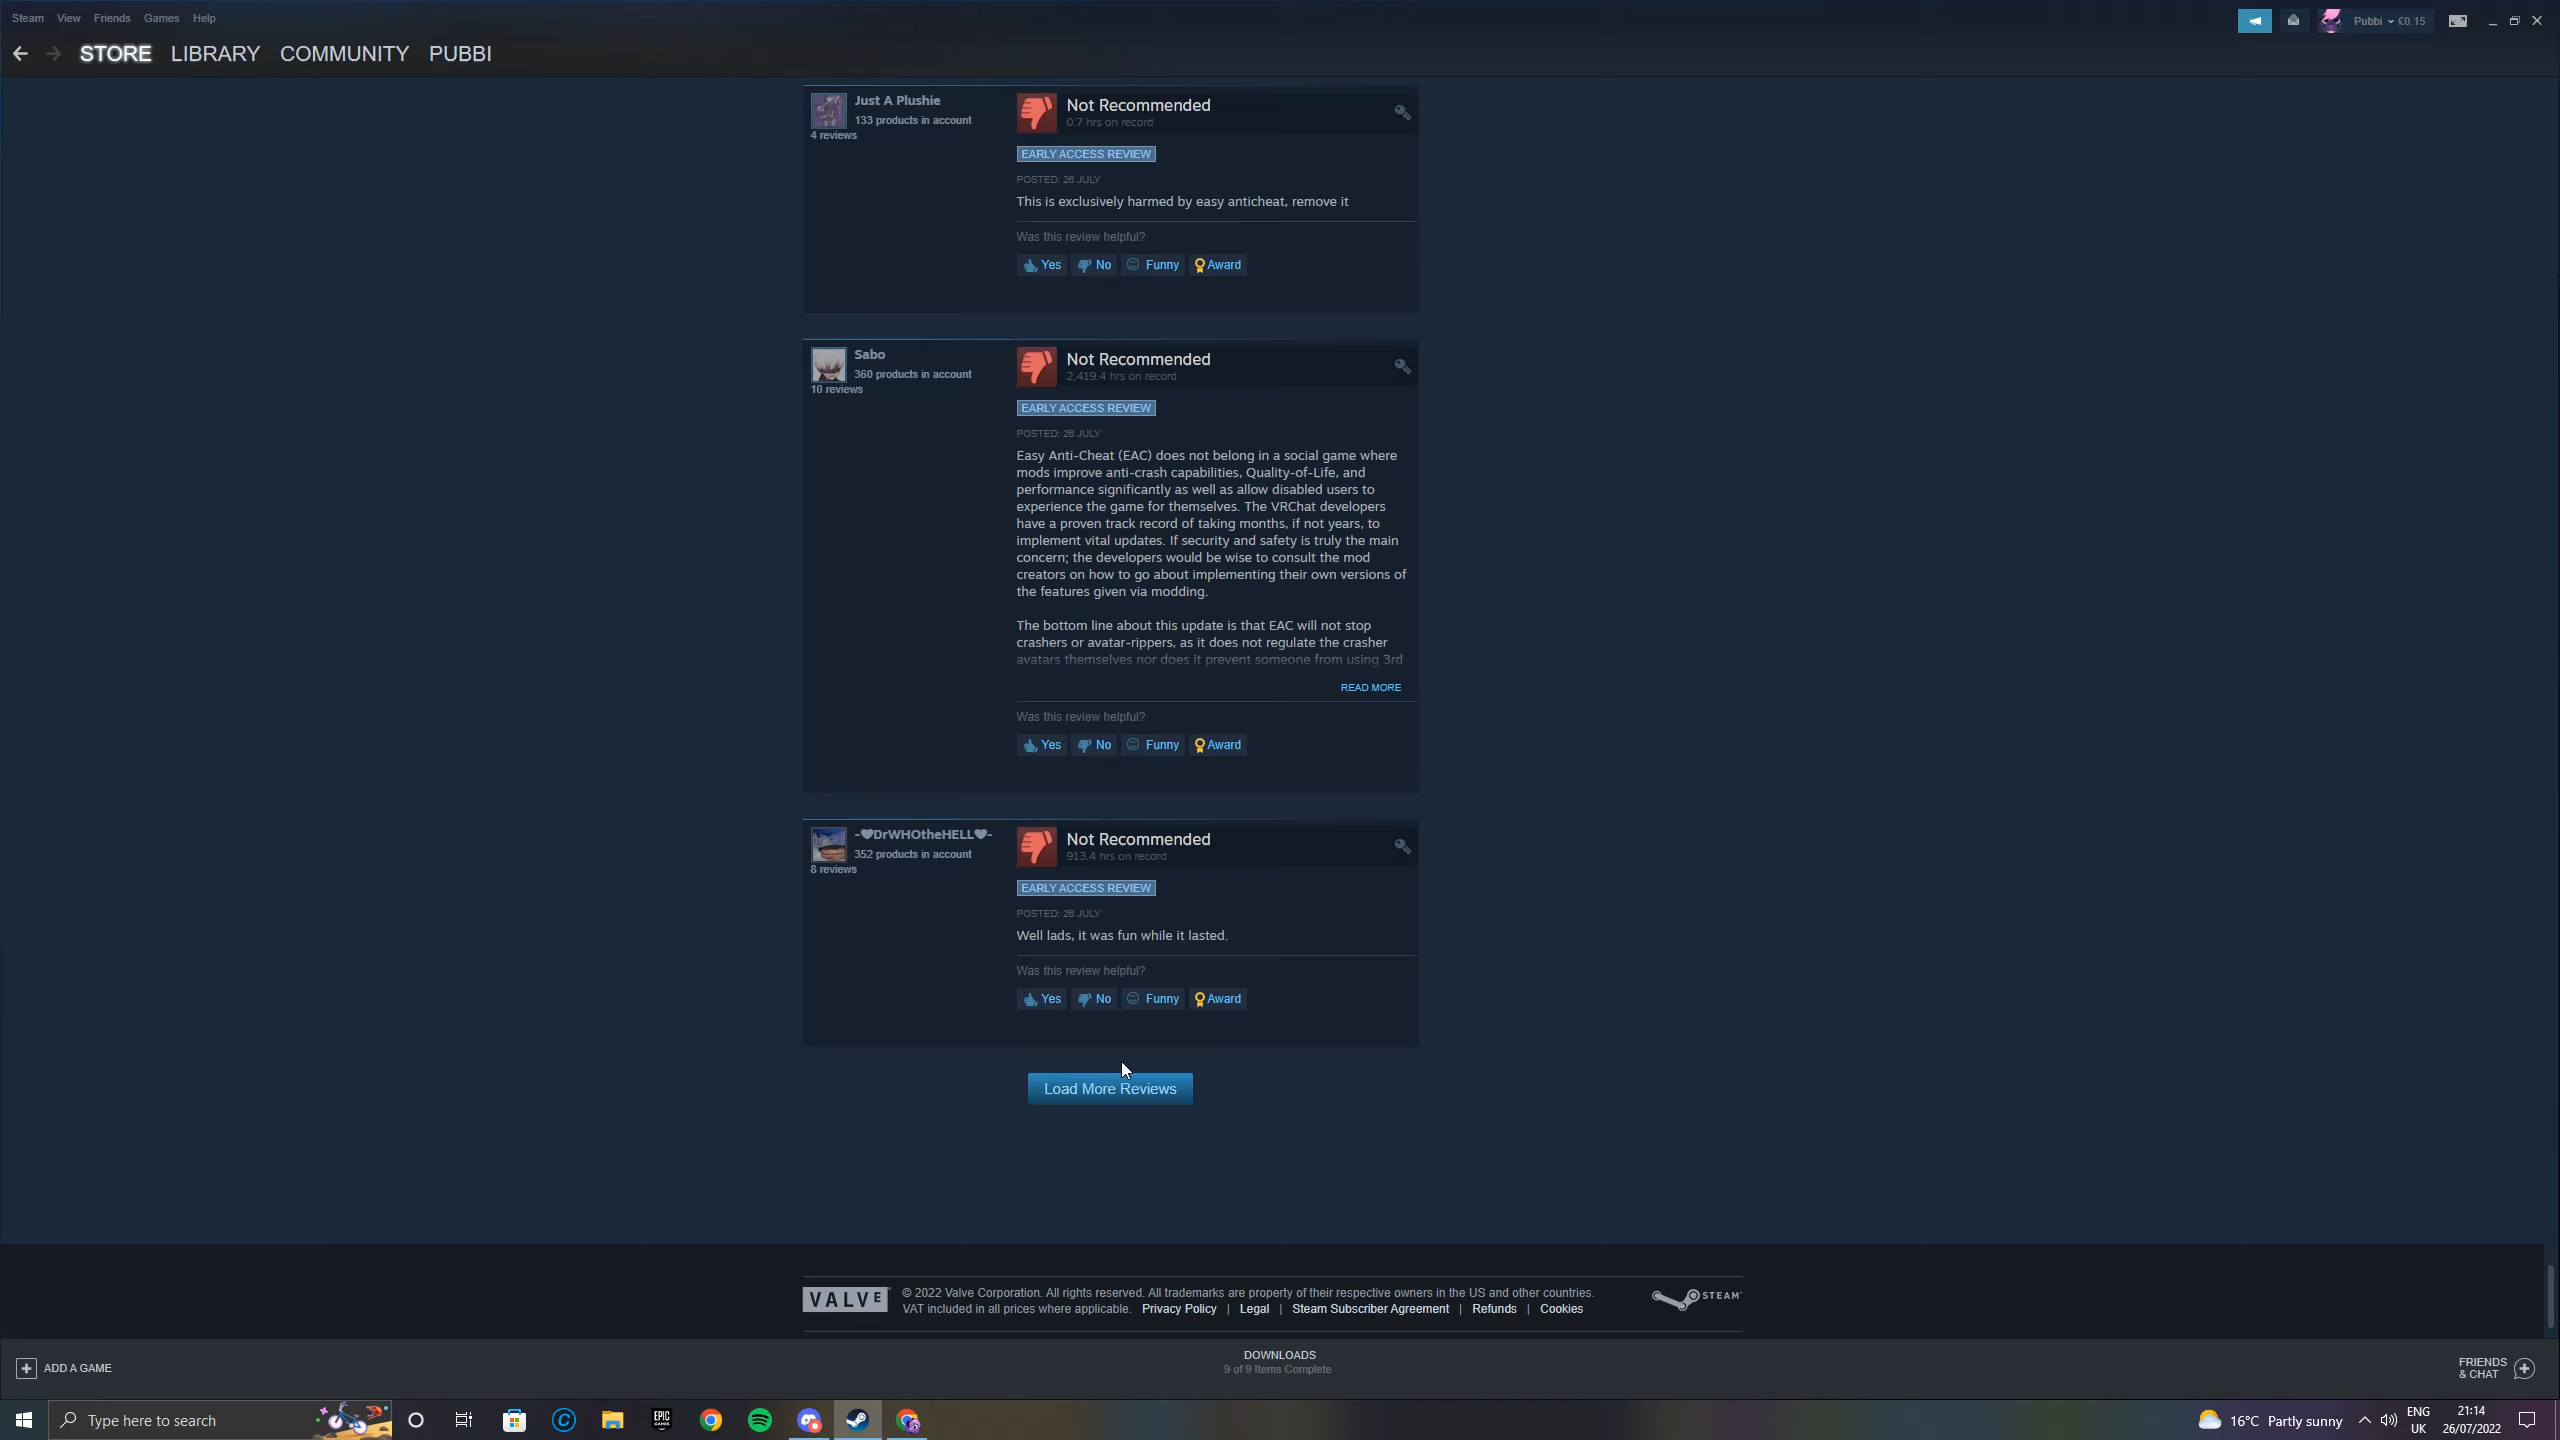 Steam View Friends Games Help
Pubbi £0.15
STORE LIBRARY COMMUNITY PUBBI
Just A Plushie
133 products in account
4 reviews
Not Recommended
0.7 hrs on record
EARLY ACCESS REVIEW
POSTED: 26 JULY
This is exclusively harmed by easy anticheat, remove it
Was this review helpful?
Yes No Funny Award
Sabo
360 products in account
10 reviews
Not Recommended
2,419.4 hrs on record
EARLY ACCESS REVIEW
POSTED: 26 JULY
Easy Anti-Cheat (EAC) does not belong in a social game where
mods improve anti-crash capabilities, Quality-of-Life, and
performance significantly as well as allow disabled users to
experience the game for themselves. The VRChat developers
have a proven track record of taking months, if not years, to
implement vital updates. If security and safety is truly the main
concern; the developers would be wise to consult the mod
creators on how to go about implementing their own versions of
the features given via modding.
The bottom line about this update is that EAC will not stop
crashers or avatar-rippers, as it does not regulate the crasher
avatars themselves nor does it prevent someone from using 3rd
READ MORE
Was this review helpful?
Yes No Funny Award
-♥DrWHOtheHELL♥-
352 products in account
8 reviews
Not Recommended
913.4 hrs on record
EARLY ACCESS REVIEW
POSTED: 26 JULY
Well lads, it was fun while it lasted.
Was this review helpful?
Yes No Funny Award
Load More Reviews
VALVE
© 2022 Valve Corporation. All rights reserved. All trademarks are property of their respective owners in the US and other countries.
VAT included in all prices where applicable. Privacy Policy | Legal | Steam Subscriber Agreement | Refunds | Cookies
STEAM
ADD A GAME
DOWNLOADS
9 of 9 Items Complete
FRIENDS
& CHAT
Type here to search
EPIC GAMES
16°C Partly sunny
ENG
UK
21:14
26/07/2022